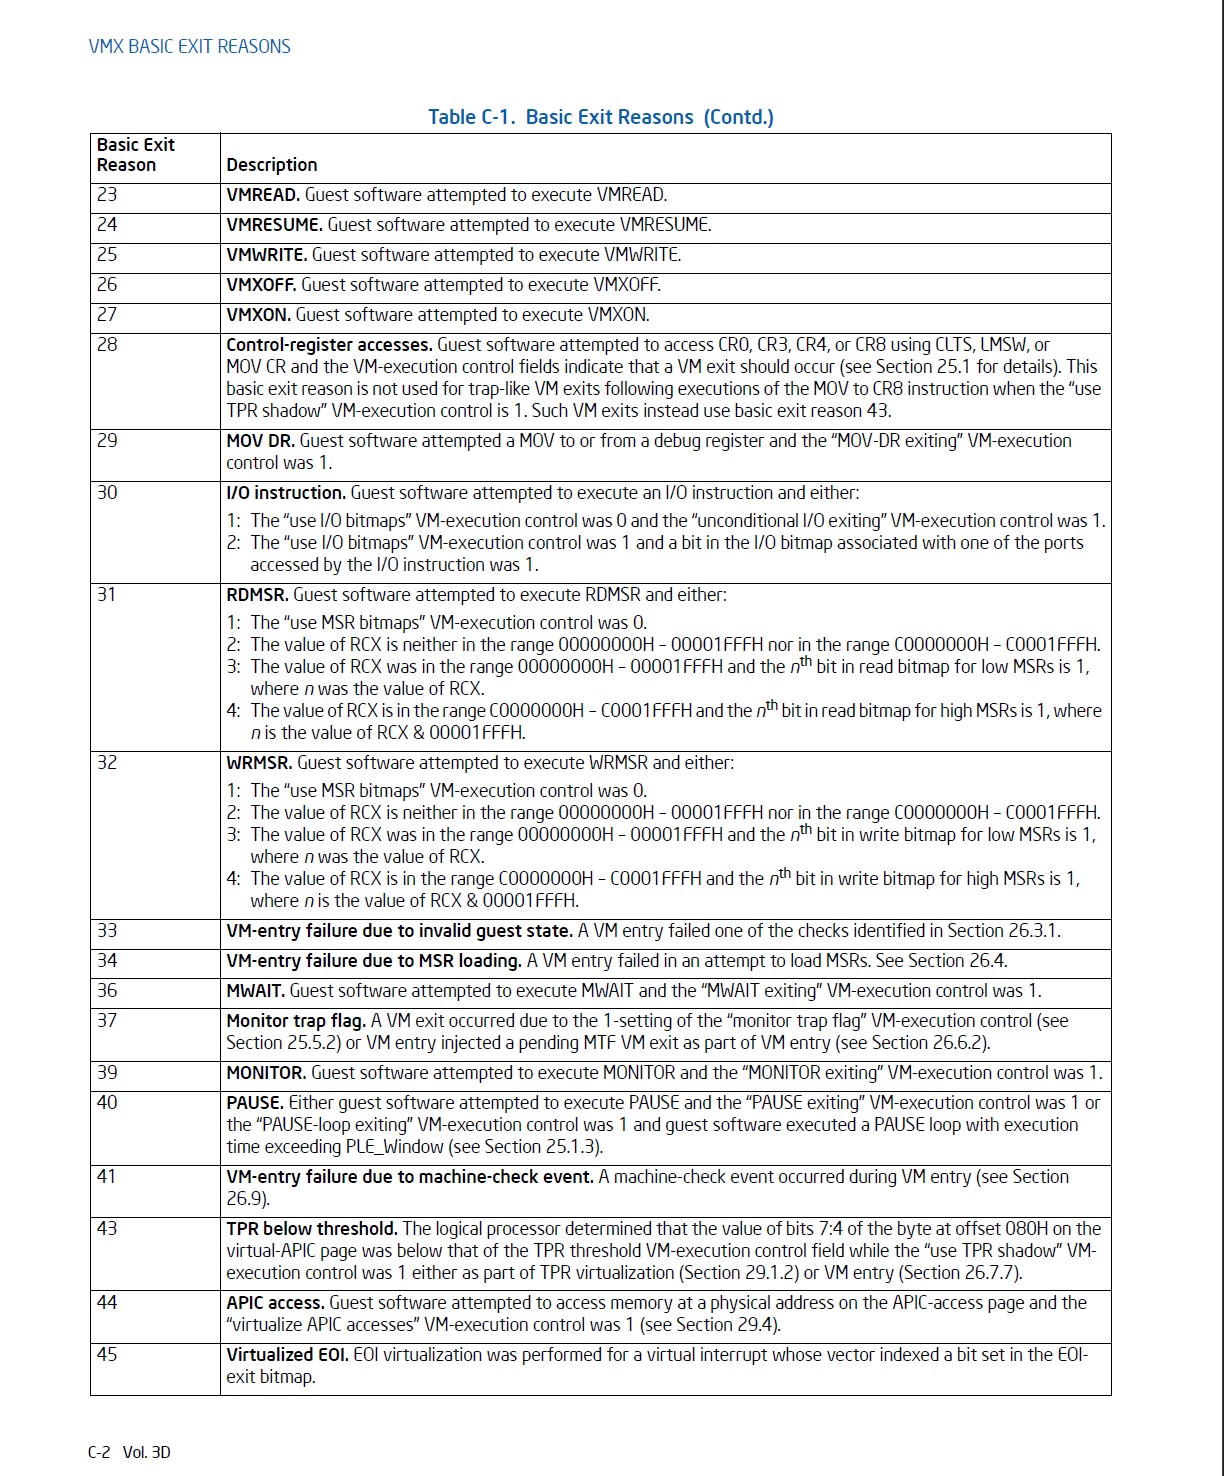 VMX BASIC EXIT REASONS
Table C-1. Basic Exit Reasons (Contd.)
Basic Exit
Reason Description
23 VMREAD. Guest software attempted to execute VMREAD.
24 VMRESUME. Guest software attempted to execute VMRESUME.
25 VMWRITE. Guest software attempted to execute VMWRITE.
26 VMXOFF. Guest software attempted to execute VMXOFF.
27 VMXON. Guest software attempted to execute VMXON.
28 Control-register accesses. Guest software attempted to access CR0, CR3, CR4, or CR8 using CLTS, LMSW, or
MOV CR and the VM-execution control fields indicate that a VM exit should occur (see Section 25.1 for details). This
basic exit reason is not used for trap-like VM exits following executions of the MOV to CR8 instruction when the “use
TPR shadow” VM-execution control is 1. Such VM exits instead use basic exit reason 43.
29 MOV DR. Guest software attempted a MOV to or from a debug register and the “MOV-DR exiting” VM-execution
control was 1.
30 I/O instruction. Guest software attempted to execute an I/O instruction and either:
1: The “use I/O bitmaps” VM-execution control was 0 and the “unconditional I/O exiting” VM-execution control was 1.
2: The “use I/O bitmaps” VM-execution control was 1 and a bit in the I/O bitmap associated with one of the ports
accessed by the I/O instruction was 1.
31 RDMSR. Guest software attempted to execute RDMSR and either:
1: The “use MSR bitmaps” VM-execution control was 0.
2: The value of RCX is neither in the range 00000000H – 00001FFFH nor in the range C0000000H – C0001FFFH.
3: The value of RCX was in the range 00000000H – 00001FFFH and the nth bit in read bitmap for low MSRs is 1,
where n was the value of RCX.
4: The value of RCX is in the range C0000000H – C0001FFFH and the nth bit in read bitmap for high MSRs is 1, where
n is the value of RCX & 00001FFFH.
32 WRMSR. Guest software attempted to execute WRMSR and either:
1: The “use MSR bitmaps” VM-execution control was 0.
2: The value of RCX is neither in the range 00000000H – 00001FFFH nor in the range C0000000H – C0001FFFH.
3: The value of RCX was in the range 00000000H – 00001FFFH and the nth bit in write bitmap for low MSRs is 1,
where n was the value of RCX.
4: The value of RCX is in the range C0000000H – C0001FFFH and the nth bit in write bitmap for high MSRs is 1,
where n is the value of RCX & 00001FFFH.
33 VM-entry failure due to invalid guest state. A VM entry failed one of the checks identified in Section 26.3.1.
34 VM-entry failure due to MSR loading. A VM entry failed in an attempt to load MSRs. See Section 26.4.
36 MWAIT. Guest software attempted to execute MWAIT and the “MWAIT exiting” VM-execution control was 1.
37 Monitor trap flag. A VM exit occurred due to the 1-setting of the “monitor trap flag” VM-execution control (see
Section 25.5.2) or VM entry injected a pending MTF VM exit as part of VM entry (see Section 26.6.2).
39 MONITOR. Guest software attempted to execute MONITOR and the “MONITOR exiting” VM-execution control was 1.
40 PAUSE. Either guest software attempted to execute PAUSE and the “PAUSE exiting” VM-execution control was 1 or
the “PAUSE-loop exiting” VM-execution control was 1 and guest software executed a PAUSE loop with execution
time exceeding PLE_Window (see Section 25.1.3).
41 VM-entry failure due to machine-check event. A machine-check event occurred during VM entry (see Section
26.9).
43 TPR below threshold. The logical processor determined that the value of bits 7:4 of the byte at offset 080H on the
virtual-APIC page was below that of the TPR threshold VM-execution control field while the “use TPR shadow” VM-
execution control was 1 either as part of TPR virtualization (Section 29.1.2) or VM entry (Section 26.7.7).
44 APIC access. Guest software attempted to access memory at a physical address on the APIC-access page and the
“virtualize APIC accesses” VM-execution control was 1 (see Section 29.4).
45 Virtualized EOI. EOI virtualization was performed for a virtual interrupt whose vector indexed a bit set in the EOI-
exit bitmap.
C-2 Vol. 3D